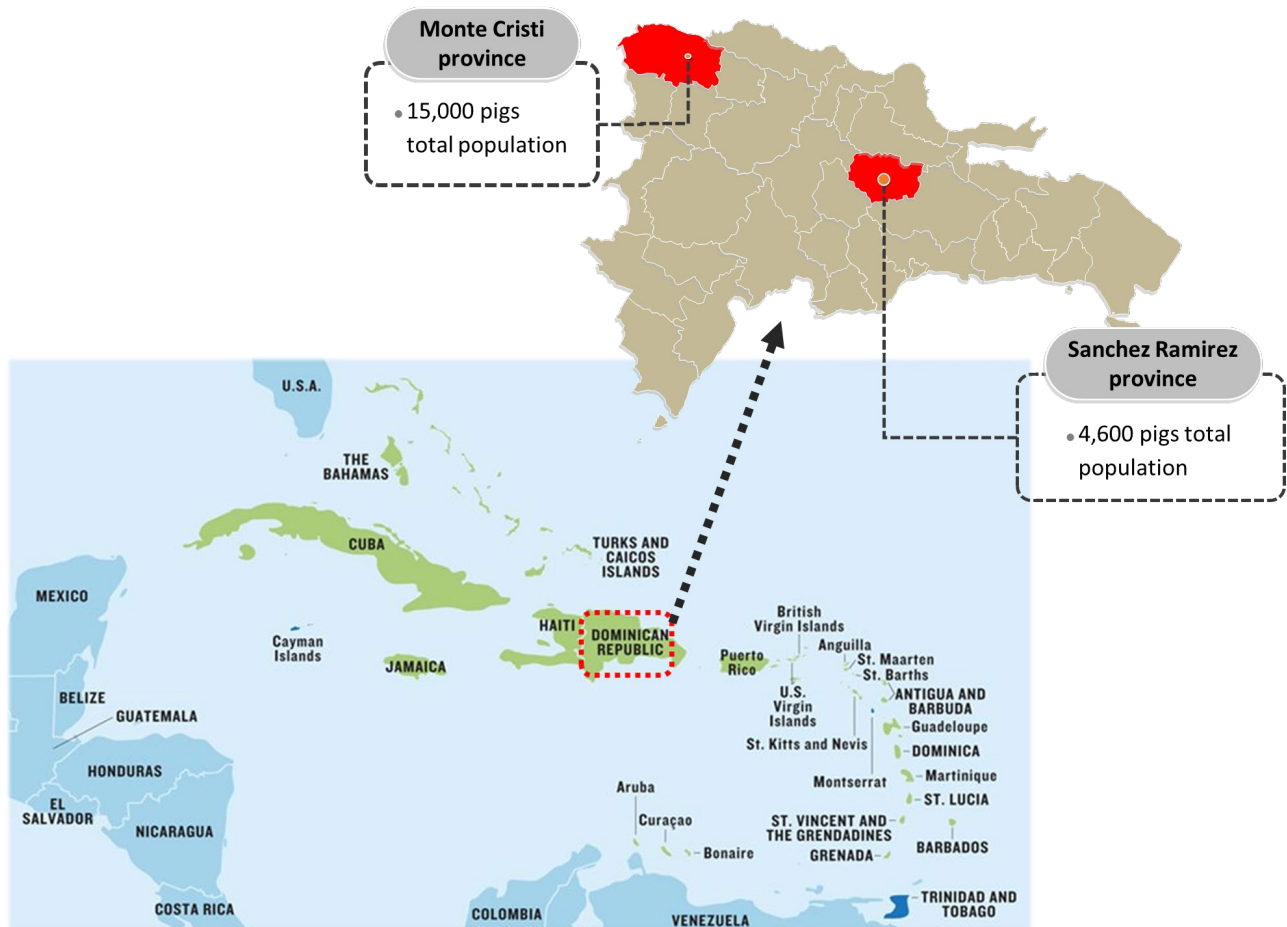 Monte Cristi
province
• 15,000 pigs
total population
Sanchez Ramirez
province
• 4,600 pigs total
population
U.S.A.
THE
BAHAMAS
CUBA
TURKS AND
CAICOS
ISLANDS
MEXICO
Cayman
Islands
JAMAICA
HAITI
DOMINICAN
REPUBLIC
Puerto
Rico
British
Virgin Islands
Anguilla
St. Maarten
St. Barths
U.S.
Virgin
Islands
ANTIGUA AND
BARBUDA
St. Kitts and Nevis
Guadeloupe
Montserrat
DOMINICA
Martinique
ST. LUCIA
ST. VINCENT AND
THE GRENDADINES
BARBADOS
GRENADA
BELIZE
GUATEMALA
HONDURAS
EL
SALVADOR
NICARAGUA
COSTA RICA
Aruba
Curaçao
Bonaire
COLOMBIA
VENEZUELA
TRINIDAD AND
TOBAGO